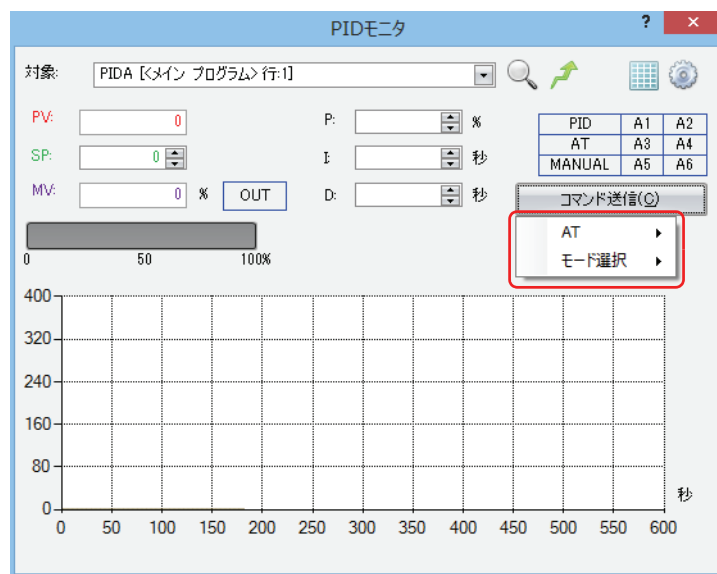 PIDモニタ ? ×
対象: PIDA [<メイン プログラム> 行:1]
PV: 0 P: % PID A1 A2
SP: 0 I: 秒 AT A3 A4
MV: 0 % OUT D: 秒 MANUAL A5 A6
コマンド送信(C)
AT
モード選択
0 50 100%
400
320
240
160
80
0
秒
0 50 100 150 200 250 300 350 400 450 500 550 600